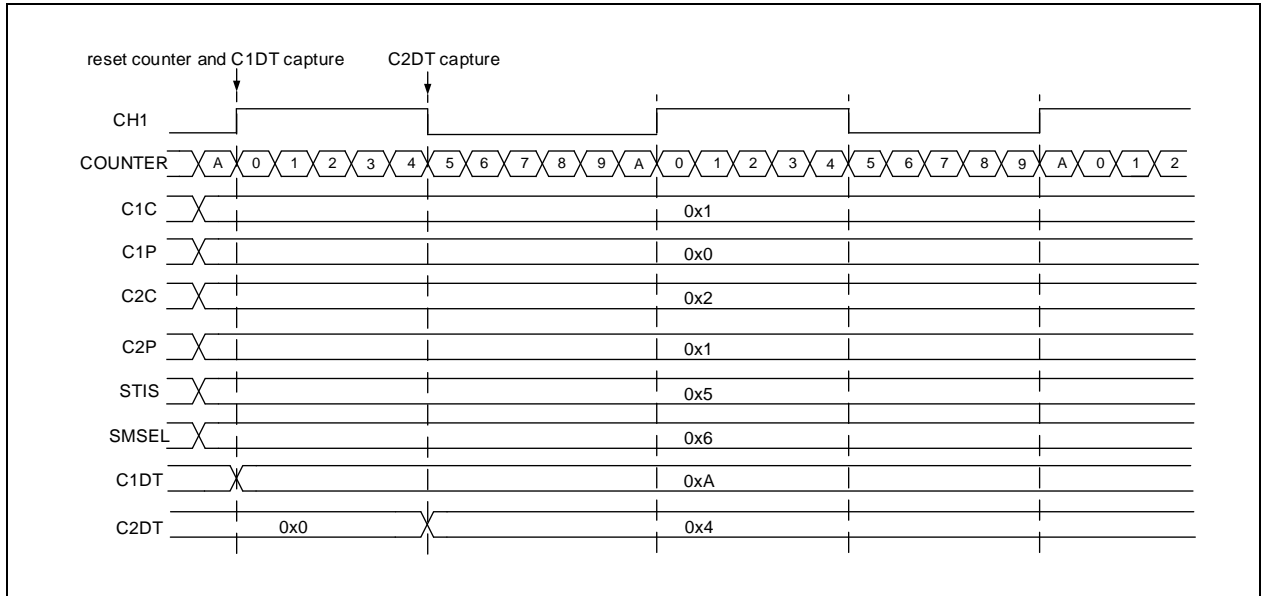 reset counter and C1DT capture C2DT capture
CH1
COUNTER A 0 1 2 3 4 5 6 7 8 9 A 0 1 2 3 4 5 6 7 8 9 A 0 1 2
C1C 0x1
C1P 0x0
C2C 0x2
C2P 0x1
STIS 0x5
SMSEL 0x6
C1DT 0xA
C2DT 0x0 0x4